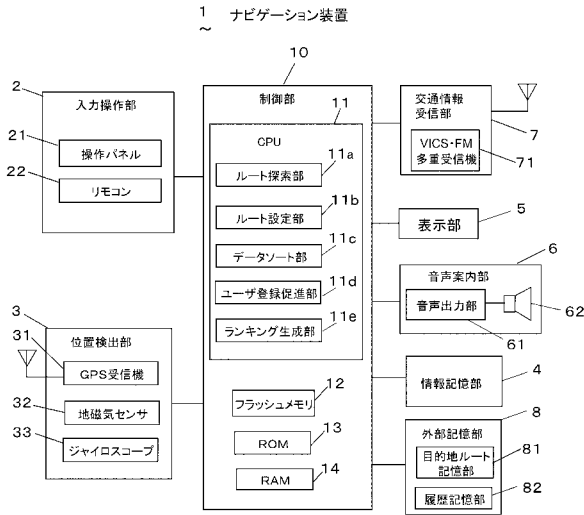 1 ナビゲーション装置
~
10
2
入力操作部
21
操作パネル
22
リモコン
制御部
11
CPU
11a
ルート探索部
11b
ルート設定部
11c
データソート部
11d
ユーザ登録促進部
11e
ランキング生成部
12
フラッシュメモリ
13
ROM
14
RAM
3
31
位置検出部
GPS受信機
32
地磁気センサ
33
ジャイロスコープ
交通情報
受信部
7
VICS・FM
多重受信機
71
5
表示部
6
音声案内部
音声出力部
61
62
4
情報記憶部
8
外部記憶部
81
目的地ルート
記憶部
82
履歴記憶部